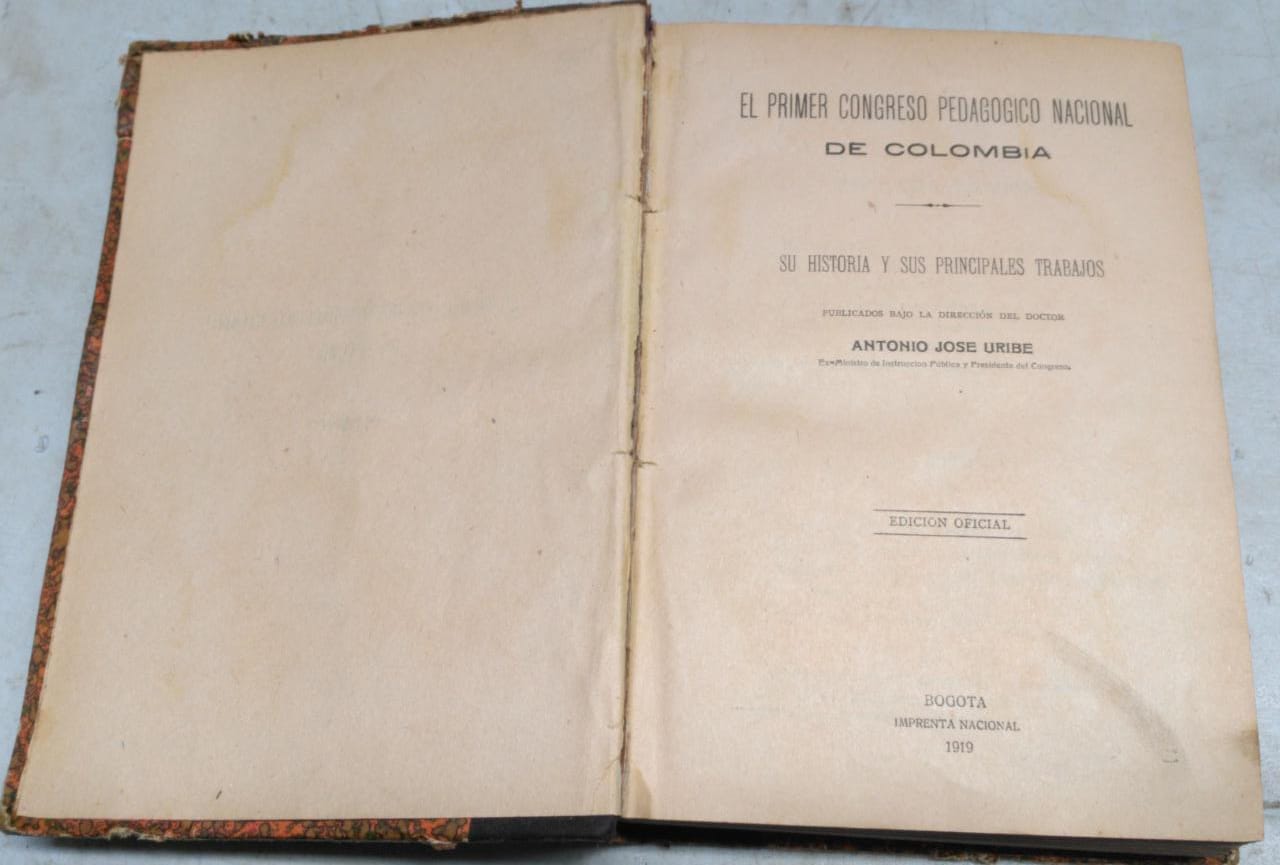 EL PRIMER CONGRESO PEDAGOGICO NACIONAL
DE COLOMBIA
SU HISTORIA Y SUS PRINCIPALES TRABAJOS
PUBLICADOS BAJO LA DIRECCIÓN DEL DOCTOR
ANTONIO JOSE URIBE
Ex-Ministro de Instruccion Pública y Presidente del Congreso.
EDICION OFICIAL
BOGOTA
IMPRENTA NACIONAL
1919